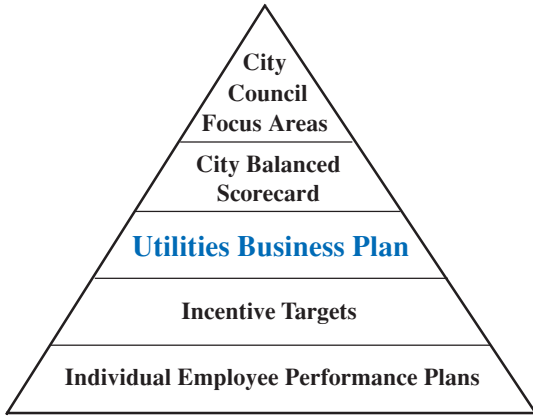 City
Council
Focus Areas
City Balanced
Scorecard
Utilities Business Plan
Incentive Targets
Individual Employee Performance Plans